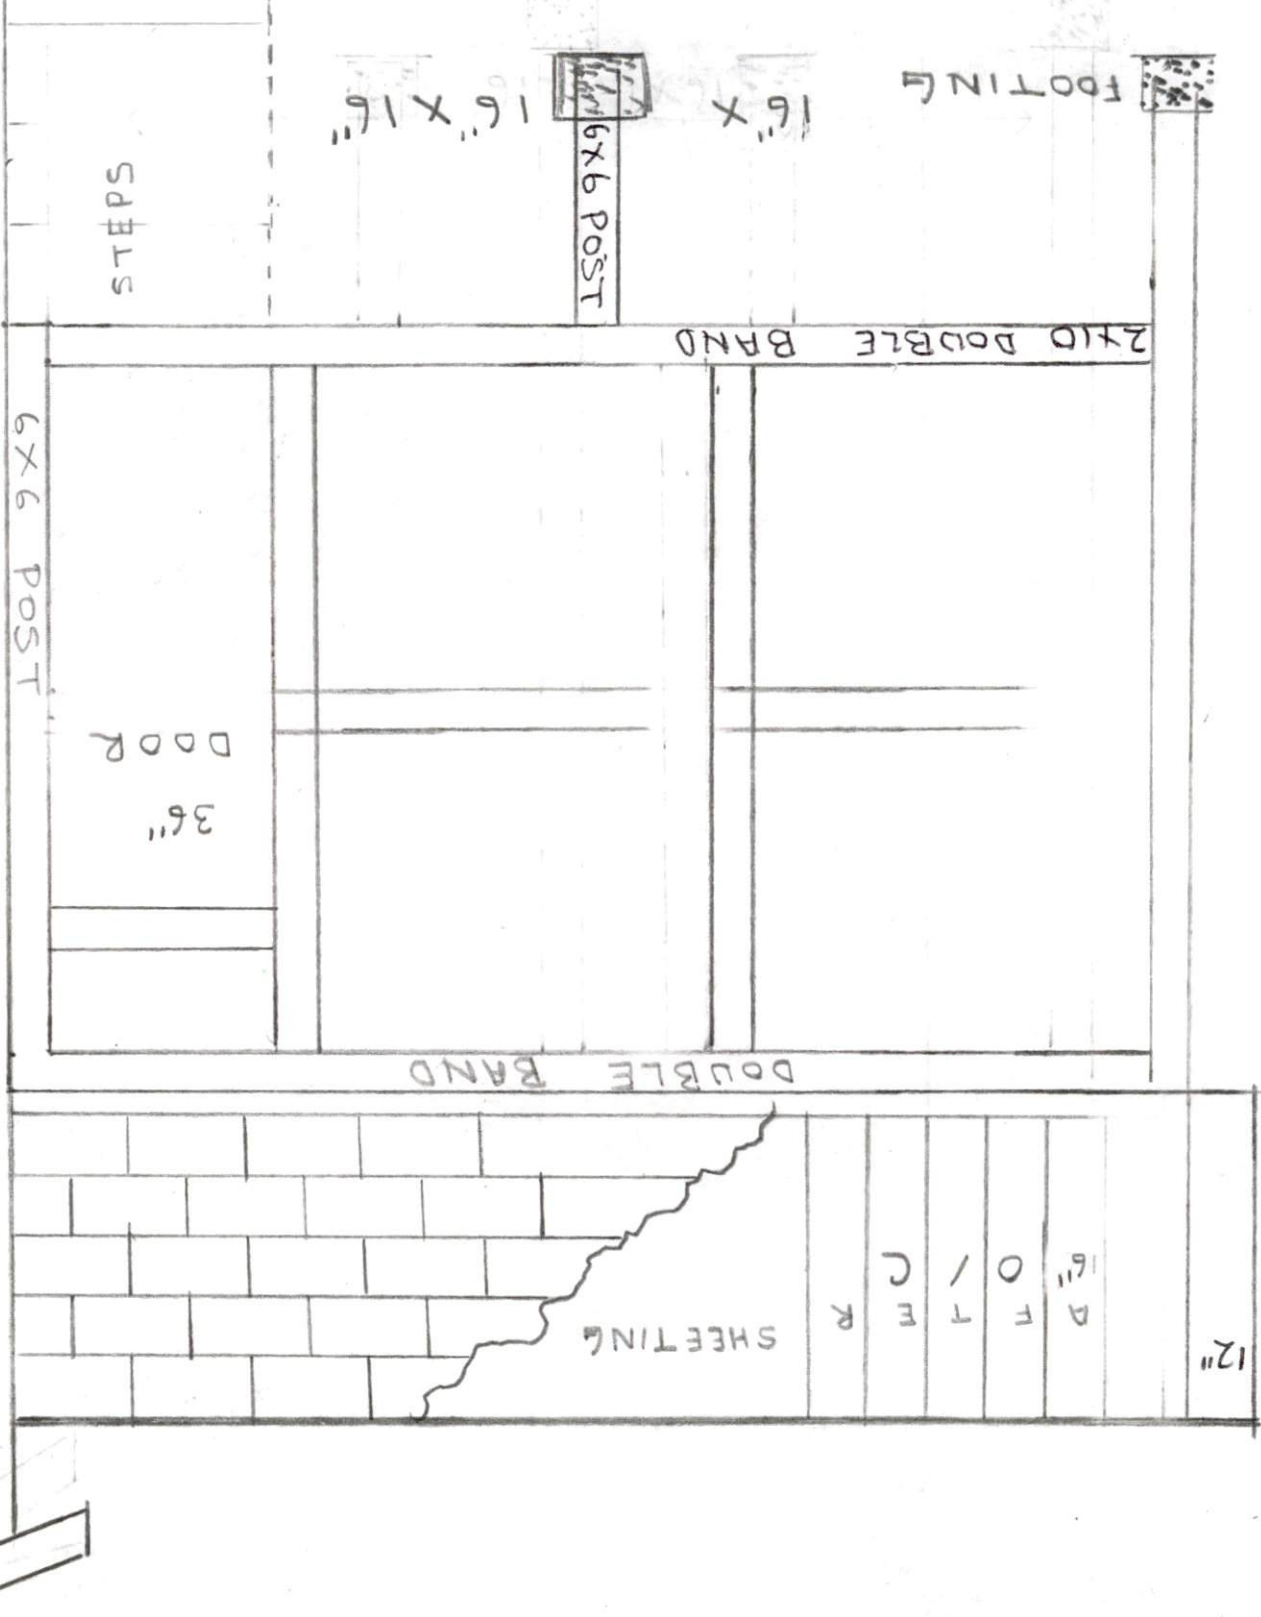 12"
A F T E R
SHEETING
16" O / C
DOUBLE BAND
36"
DOOR
6X6 POST
2X10 DOUBLE BAND
6X6 POST
STEPS
FOOTING 16" X 16" X 16"